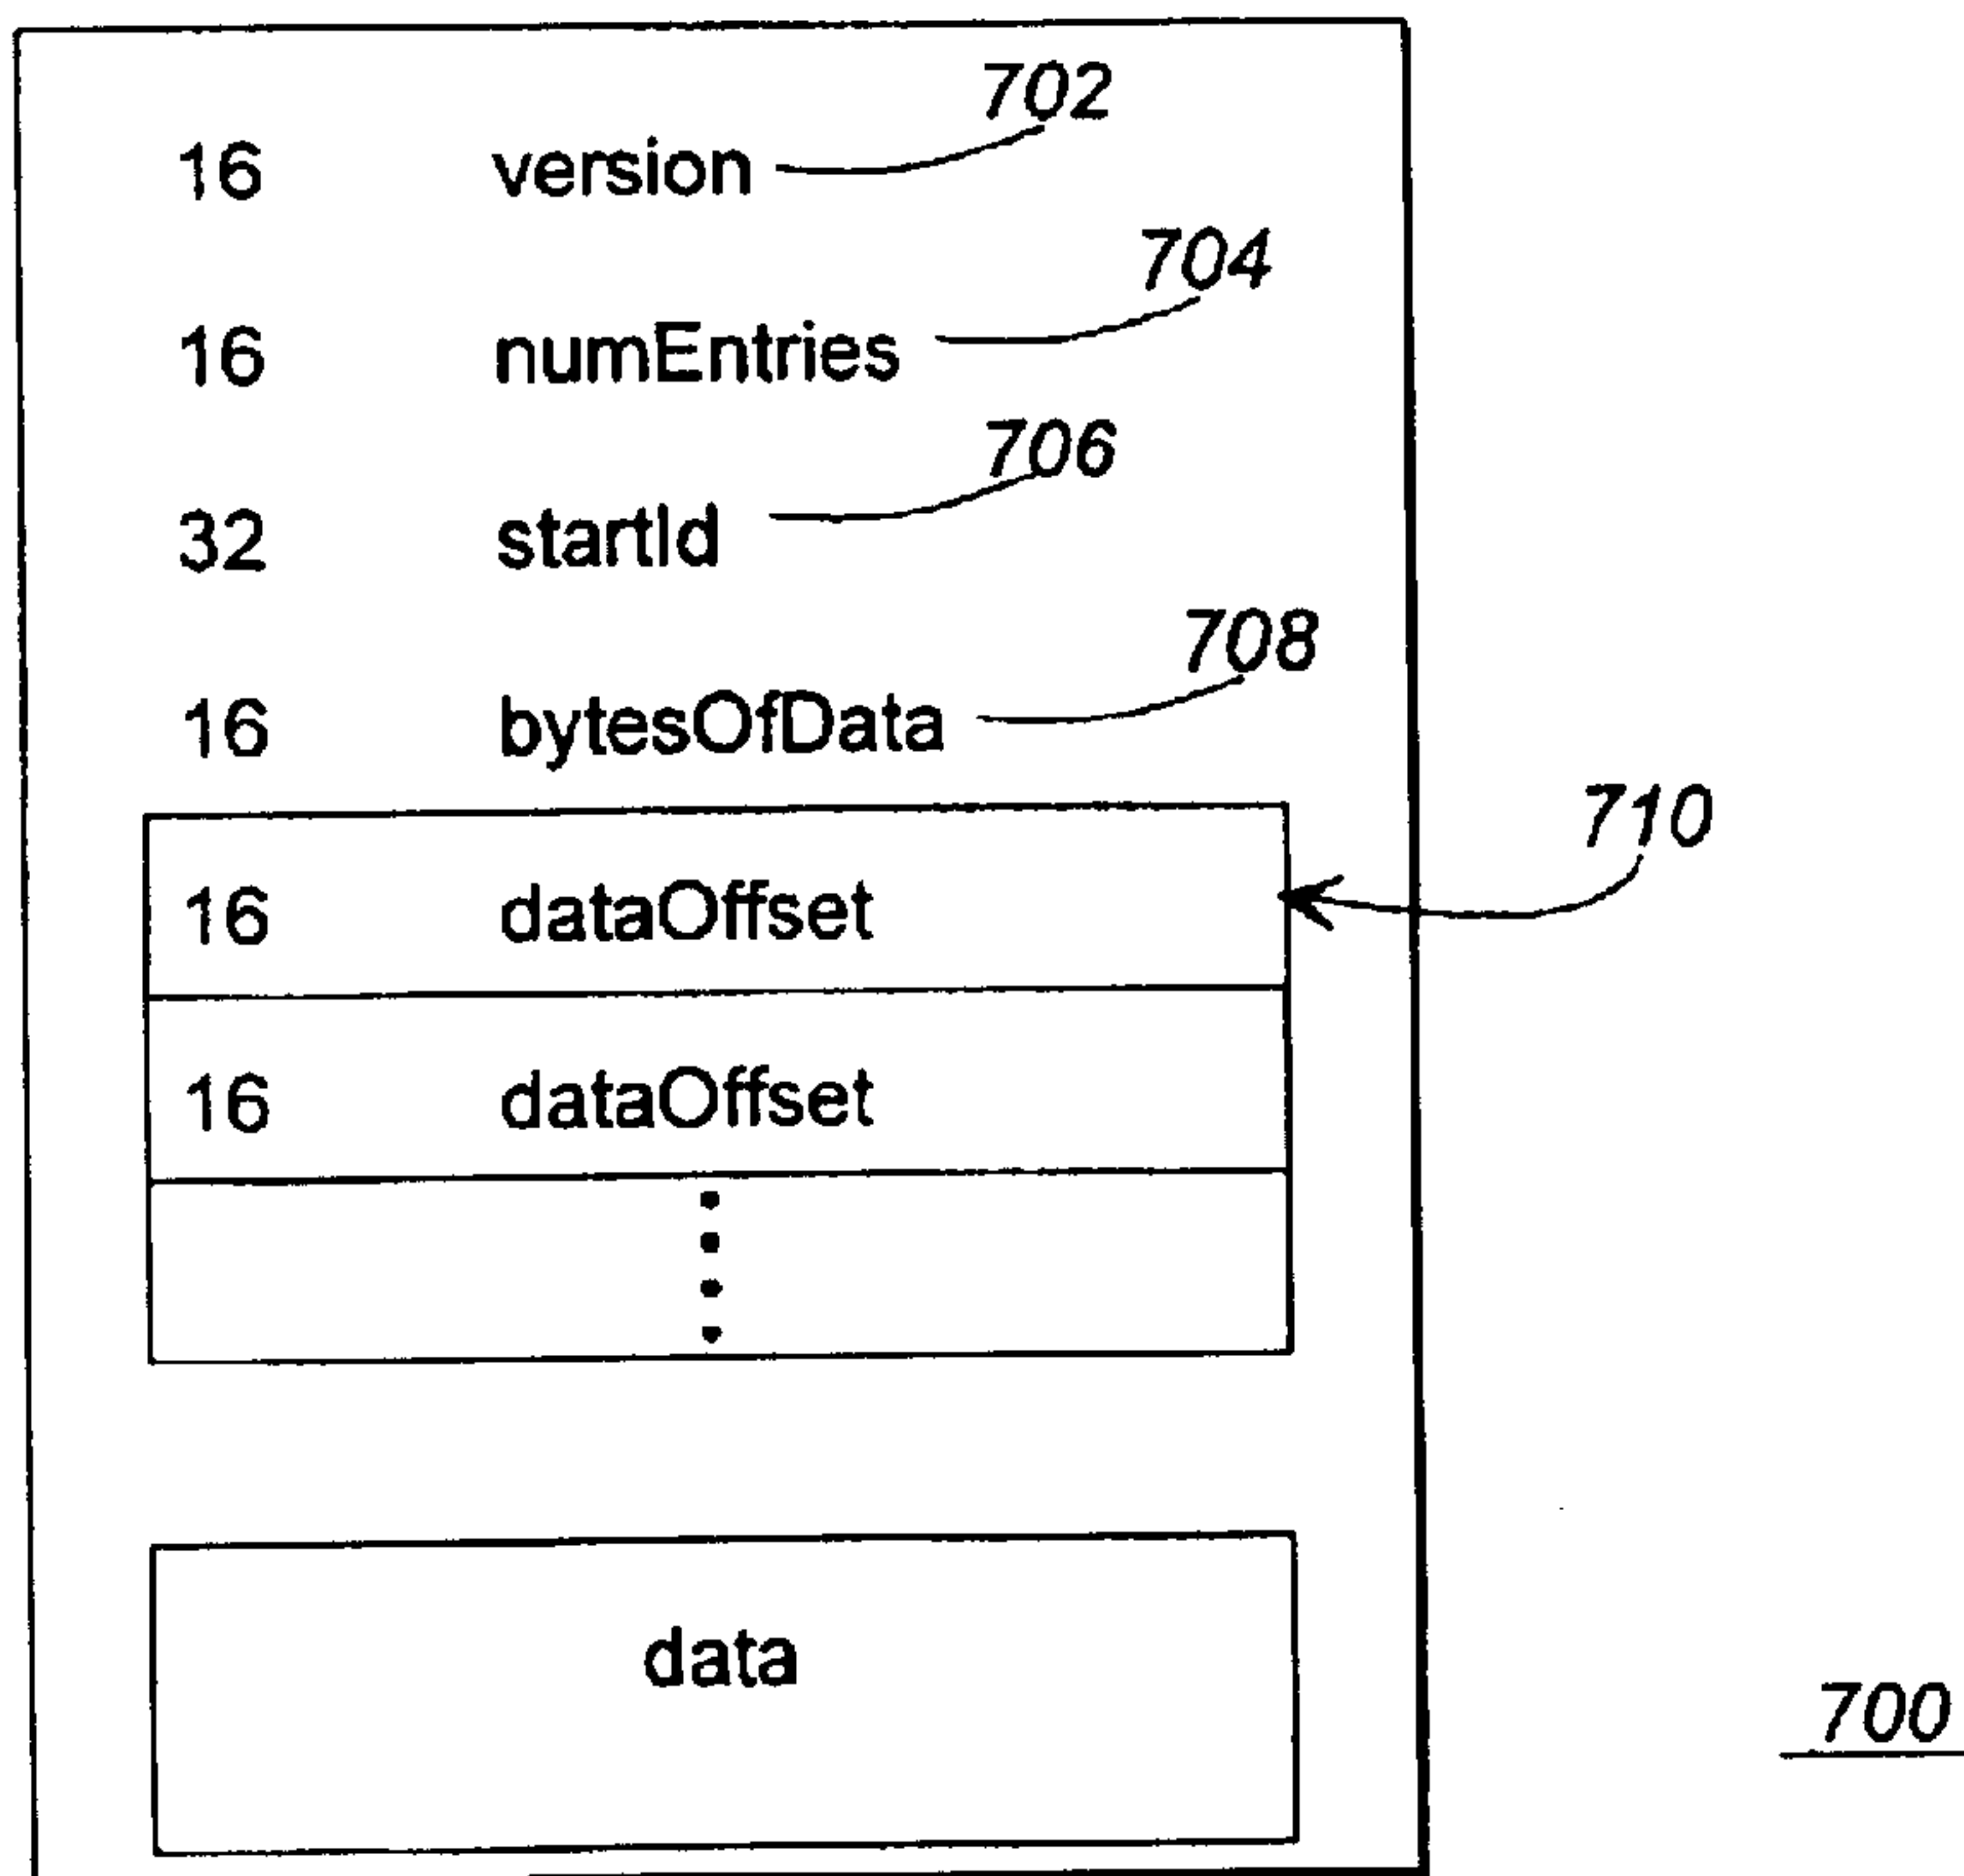 702
16 version
704
16 numEntries
706
32 startId
708
16 bytesOfData
710
16 dataOffset
16 dataOffset
data
700